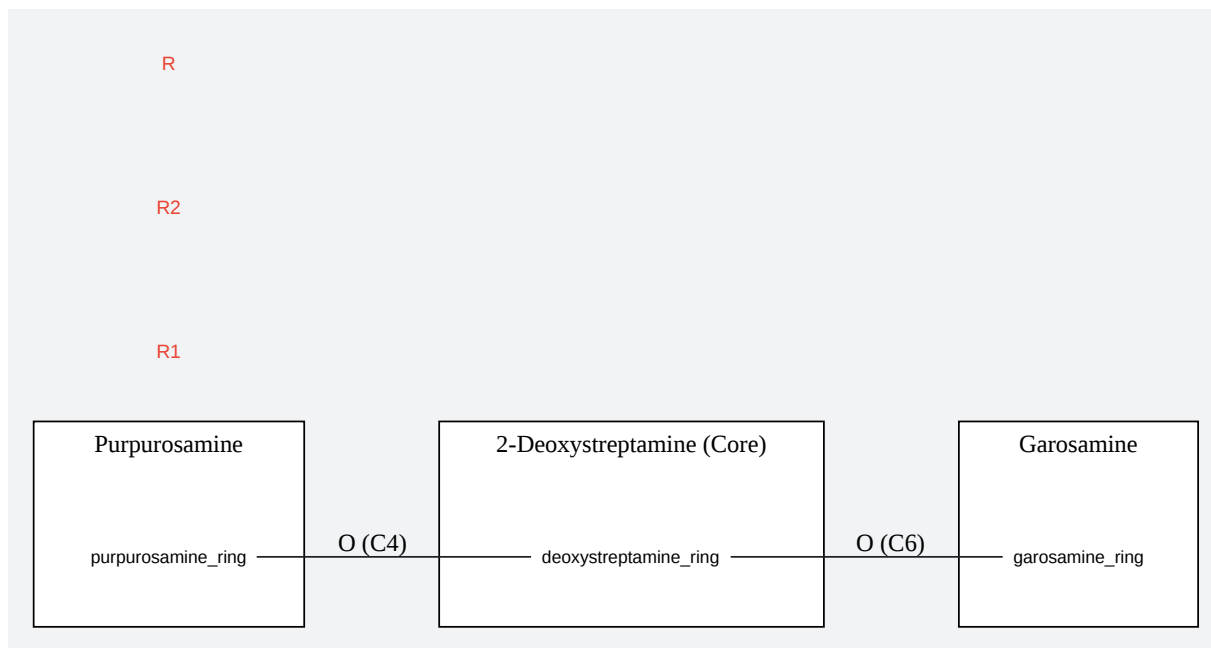 R
R2
R1
Purpurosamine
2-Deoxystreptamine (Core)
Garosamine
O (C4)
O (C6)
purpurosamine_ring
deoxystreptamine_ring
garosamine_ring